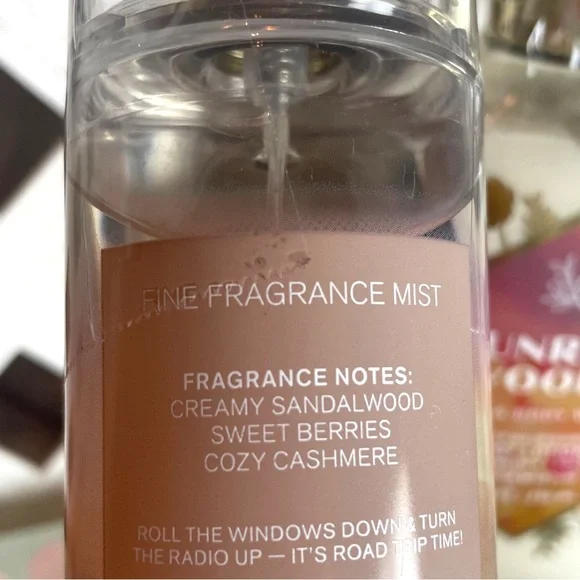 FINE FRAGRANCE MIST
FRAGRANCE NOTES:
CREAMY SANDALWOOD
SWEET BERRIES
COZY CASHMERE
ROLL THE WINDOWS DOWN & TURN
THE RADIO UP — IT'S ROAD TRIP TIME!